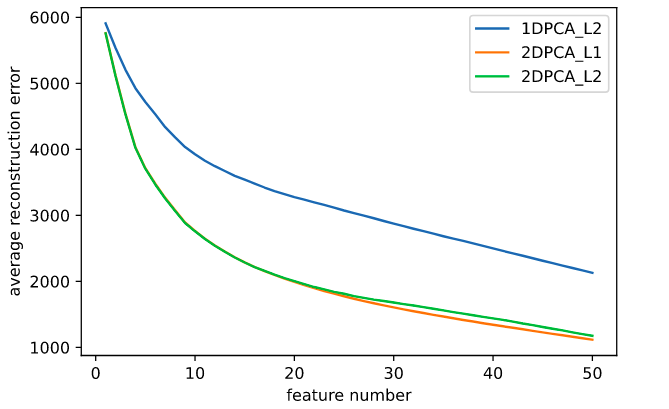 6000
5000
4000
3000
2000
1000
average reconstruction error
1DPCA_L2
2DPCA_L1
2DPCA_L2
0 10 20 30 40 50
feature number